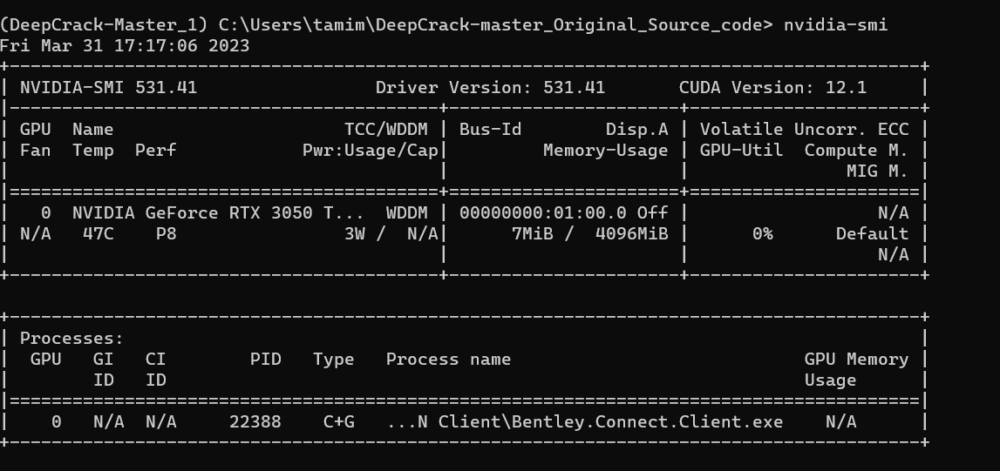 (DeepCrack-Master_1) C:\Users\tamim\DeepCrack-master_Original_Source_code> nvidia-smi
Fri Mar 31 17:17:06 2023
+---------------------------------------------------------------------------------------+
| NVIDIA-SMI 531.41                 Driver Version: 531.41       CUDA Version: 12.1     |
|-----------------------------------------+----------------------+----------------------+
| GPU  Name                      TCC/WDDM | Bus-Id        Disp.A | Volatile Uncorr. ECC |
| Fan  Temp  Perf            Pwr:Usage/Cap|         Memory-Usage | GPU-Util  Compute M. |
|                                         |                      |               MIG M. |
|=========================================+======================+======================|
|   0  NVIDIA GeForce RTX 3050 T...  WDDM | 00000000:01:00.0 Off |                  N/A |
| N/A   47C    P8                3W /  N/A|      7MiB /  4096MiB |      0%      Default |
|                                         |                      |                  N/A |
+-----------------------------------------+----------------------+----------------------+

+---------------------------------------------------------------------------------------+
| Processes:                                                                            |
|  GPU   GI   CI        PID   Type   Process name                            GPU Memory |
|        ID   ID                                                             Usage      |
|=======================================================================================|
|    0   N/A  N/A     22388    C+G   ...N Client\Bentley.Connect.Client.exe    N/A      |
+---------------------------------------------------------------------------------------+